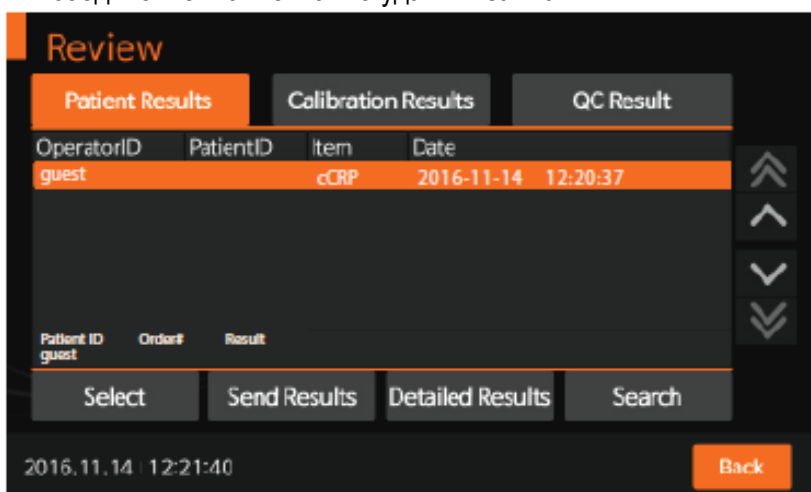 Review
Patient Results Calibration Results QC Result
OperatorID PatientID Item Date
guest cCRP 2016-11-14 12:20:37
Patient ID Order# Result
guest
Select Send Results Detailed Results Search
2016.11.14 12:21:40 Back